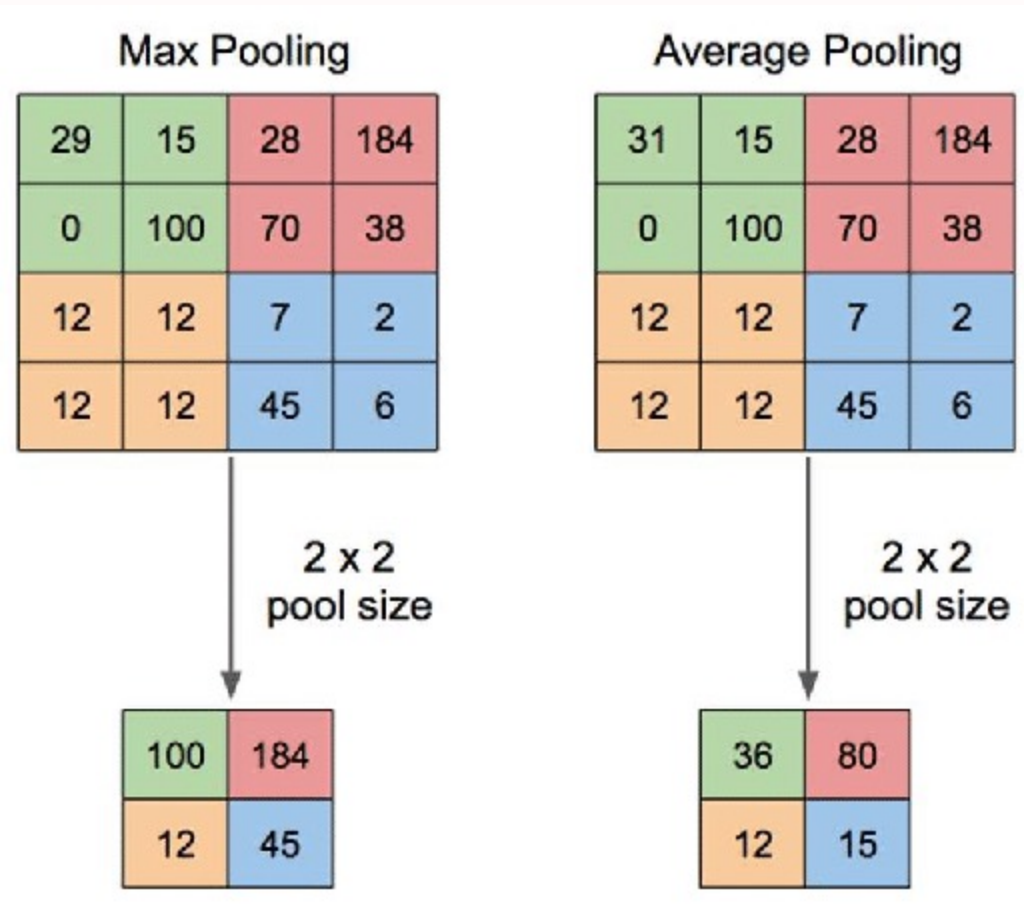 Max Pooling
29 15 28 184
0 100 70 38
12 12 7 2
12 12 45 6
2 x 2
pool size
100 184
12 45
Average Pooling
31 15 28 184
0 100 70 38
12 12 7 2
12 12 45 6
2 x 2
pool size
36 80
12 15